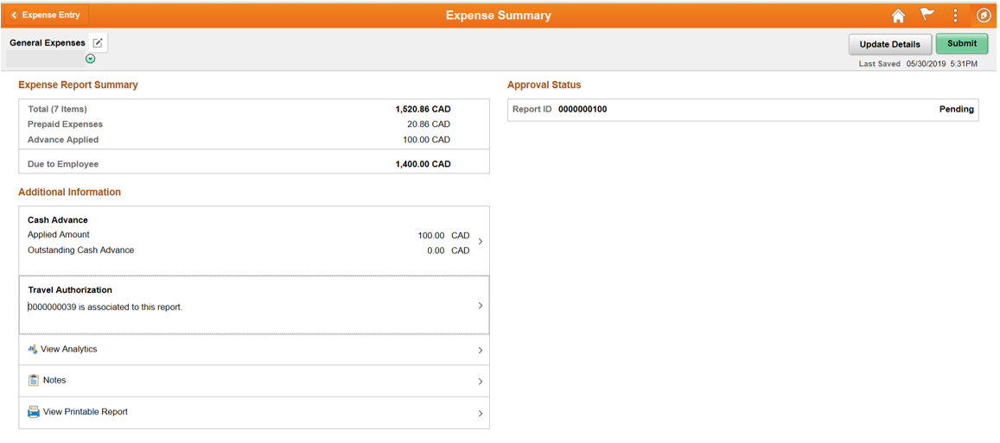 Expense Entry
Expense Summary
General Expenses
Update Details
Submit
Last Saved 05/30/2019 5:31PM
Expense Report Summary
Total (7 Items) 1,520.86 CAD
Prepaid Expenses 20.86 CAD
Advance Applied 100.00 CAD
Due to Employee 1,400.00 CAD
Additional Information
Cash Advance
Applied Amount 100.00 CAD
Outstanding Cash Advance 0.00 CAD
Travel Authorization
0000000039 is associated to this report.
View Analytics
Notes
View Printable Report
Approval Status
Report ID 0000000100 Pending